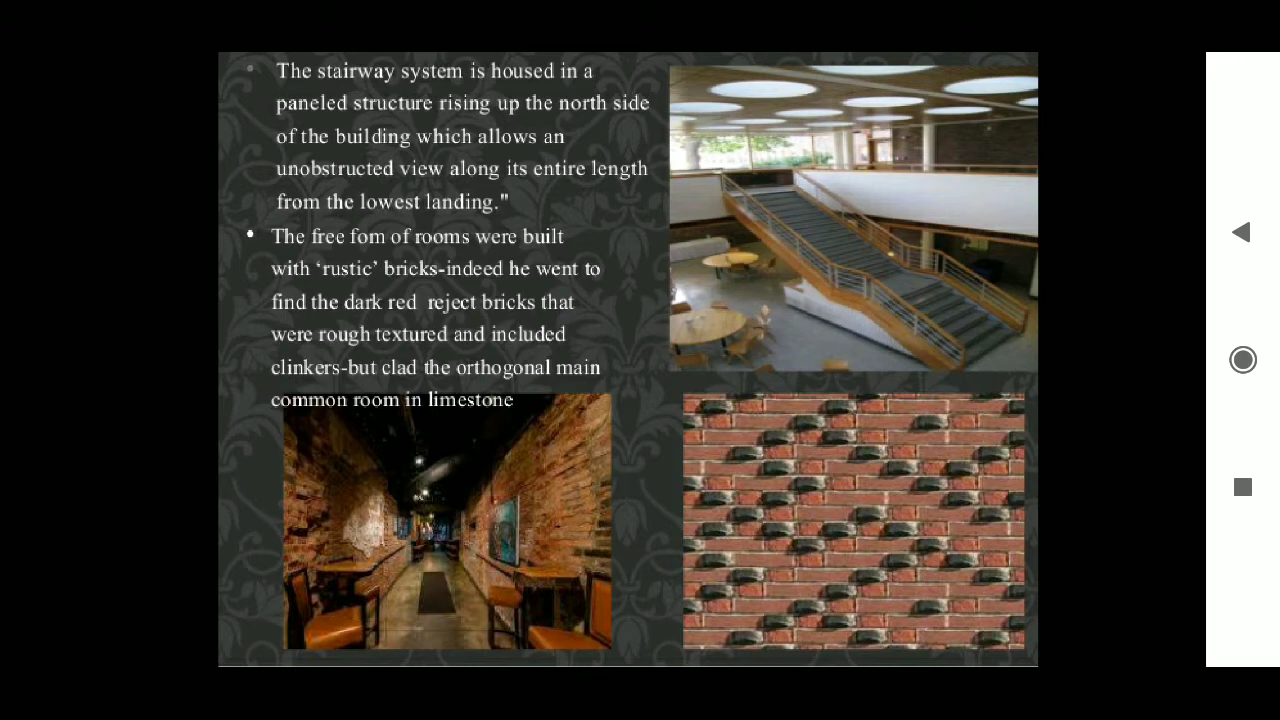 The stairway system is housed in a
paneled structure rising up the north side
of the building which allows an
unobstructed view along its entire length
from the lowest landing."
The free fom of rooms were built
with ‘rustic’ bricks-indeed he went to
find the dark red  reject bricks that
were rough textured and included
clinkers-but clad the orthogonal main
common room in limestone